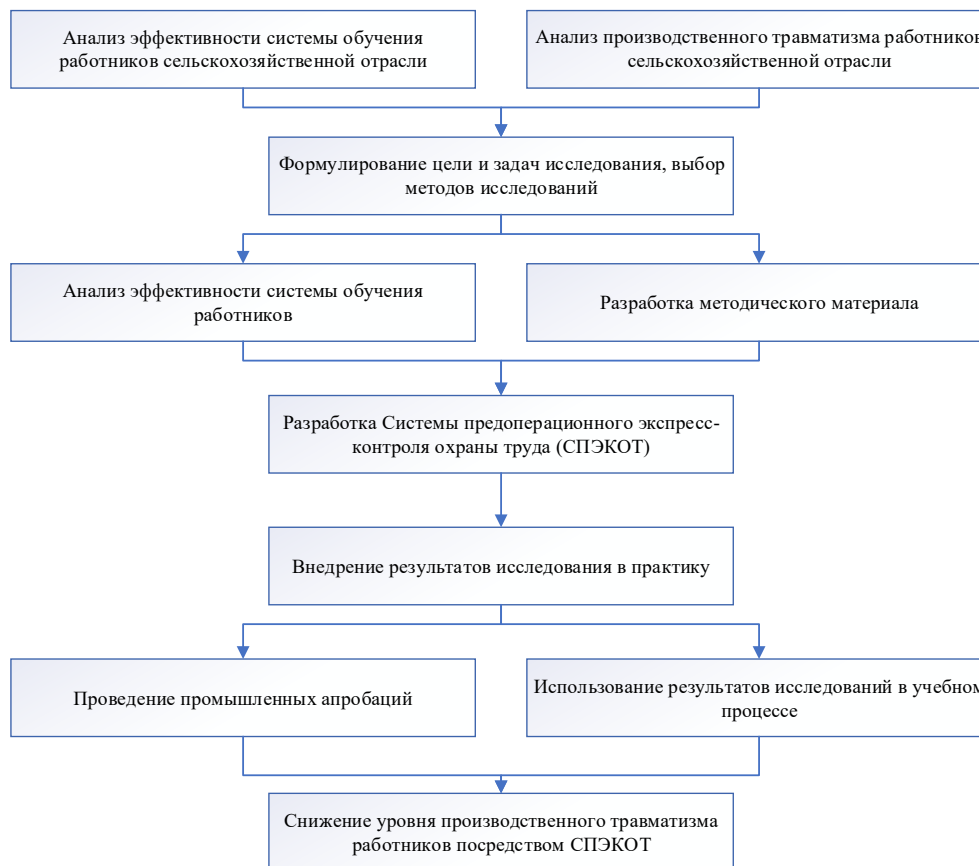 Анализ эффективности системы обучения
работников сельскохозяйственной отрасли
Анализ производственного травматизма работников
сельскохозяйственной отрасли
Формулирование цели и задач исследования, выбор
методов исследований
Анализ эффективности системы обучения
работников
Разработка методического материала
Разработка Системы предоперационного экспресс-
контроля охраны труда (СПЭКОТ)
Внедрение результатов исследования в практику
Проведение промышленных апробаций
Использование результатов исследований в учебном
процессе
Снижение уровня производственного травматизма
работников посредством СПЭКОТ